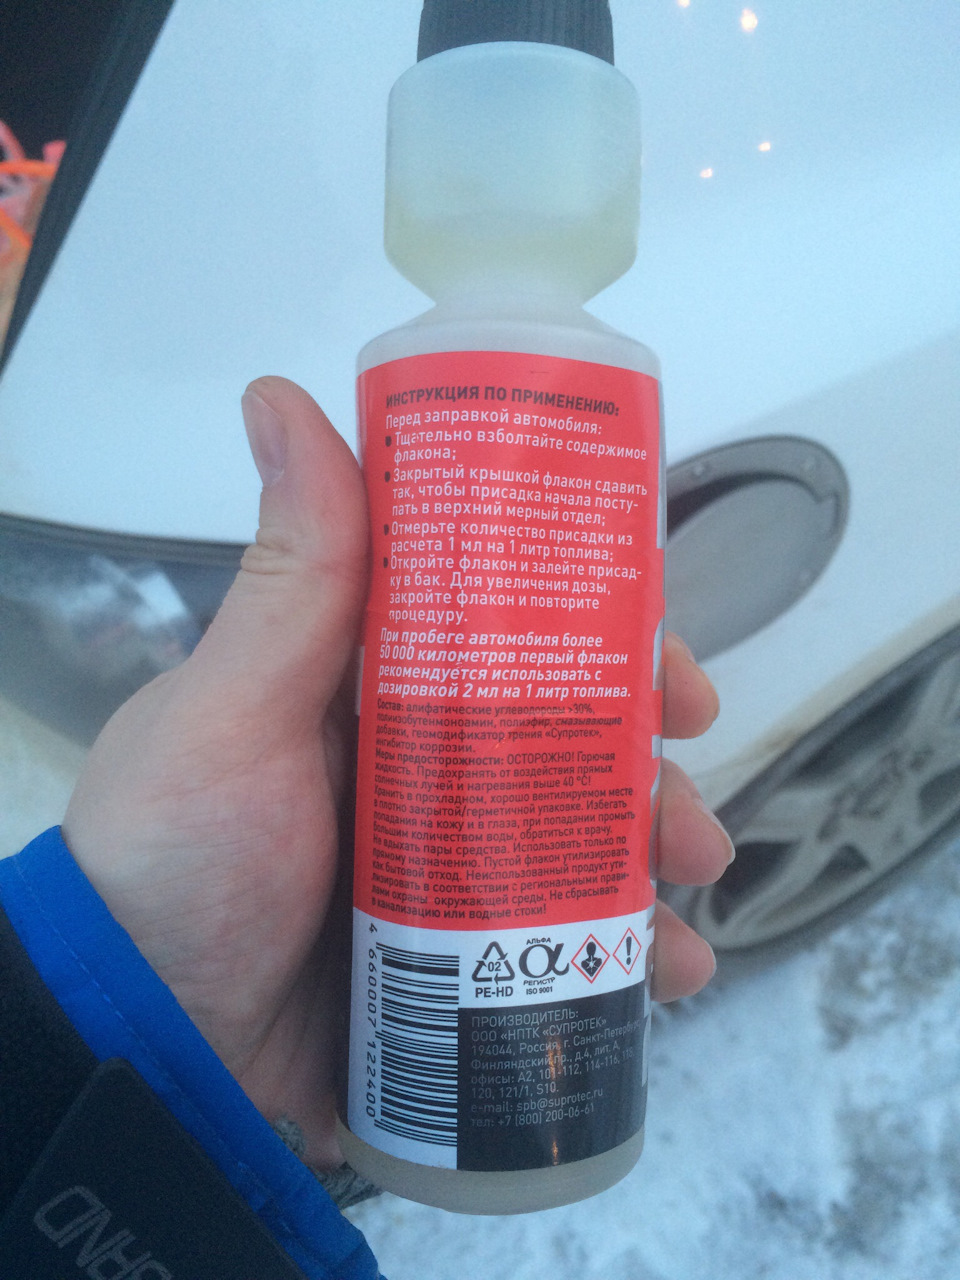 ИНСТРУКЦИЯ ПО ПРИМЕНЕНИЮ:
Перед заправкой автомобиля:
● Тщательно взболтайте содержимое
флакона;
● Закрытый крышкой флакон сдавить
так, чтобы присадка начала посту-
пать в верхний мерный отдел;
● Отмерьте количество присадки из
расчета 1 мл на 1 литр топлива;
● Откройте флакон и залейте присад-
ку в бак. Для увеличения дозы,
закройте флакон и повторите
процедуру.
При пробеге автомобиля более
50 000 километров первый флакон
рекомендуется использовать с
дозировкой 2 мл на 1 литр топлива.
Состав: алифатические углеводороды >30%,
полиизобутенмоноамин, полиэфир, смазывающие
добавки, геомодификатор трения «Супротек»,
ингибитор коррозии.
Меры предосторожности: ОСТОРОЖНО! Горючая
жидкость. Предохранять от воздействия прямых
солнечных лучей и нагревания выше 40 °C!
Хранить в прохладном, хорошо вентилируемом месте
в плотно закрытой/герметичной упаковке. Избегать
попадания на кожу и в глаза, при попадании промыть
большим количеством воды, обратиться к врачу.
Не вдыхать пары средства. Использовать только по
прямому назначению. Пустой флакон утилизировать
как бытовой отход. Неиспользованный продукт ути-
лизировать в соответствии с региональными прави-
лами охраны окружающей среды. Не сбрасывать
в канализацию или водные стоки!
4 660007 122400
02
PE-HD
АЛЬФА
α
РЕГИСТР
ISO 9001
ПРОИЗВОДИТЕЛЬ:
ООО «НПТК «СУПРОТЕК»
194044, Россия, г. Санкт-Петербург,
Финляндский пр., д.4, лит. А,
офисы: А2, 101-112, 114-116,
120, 121/1, S10.
e-mail: spb@suprotec.ru
тел: +7 (800) 200-06-61